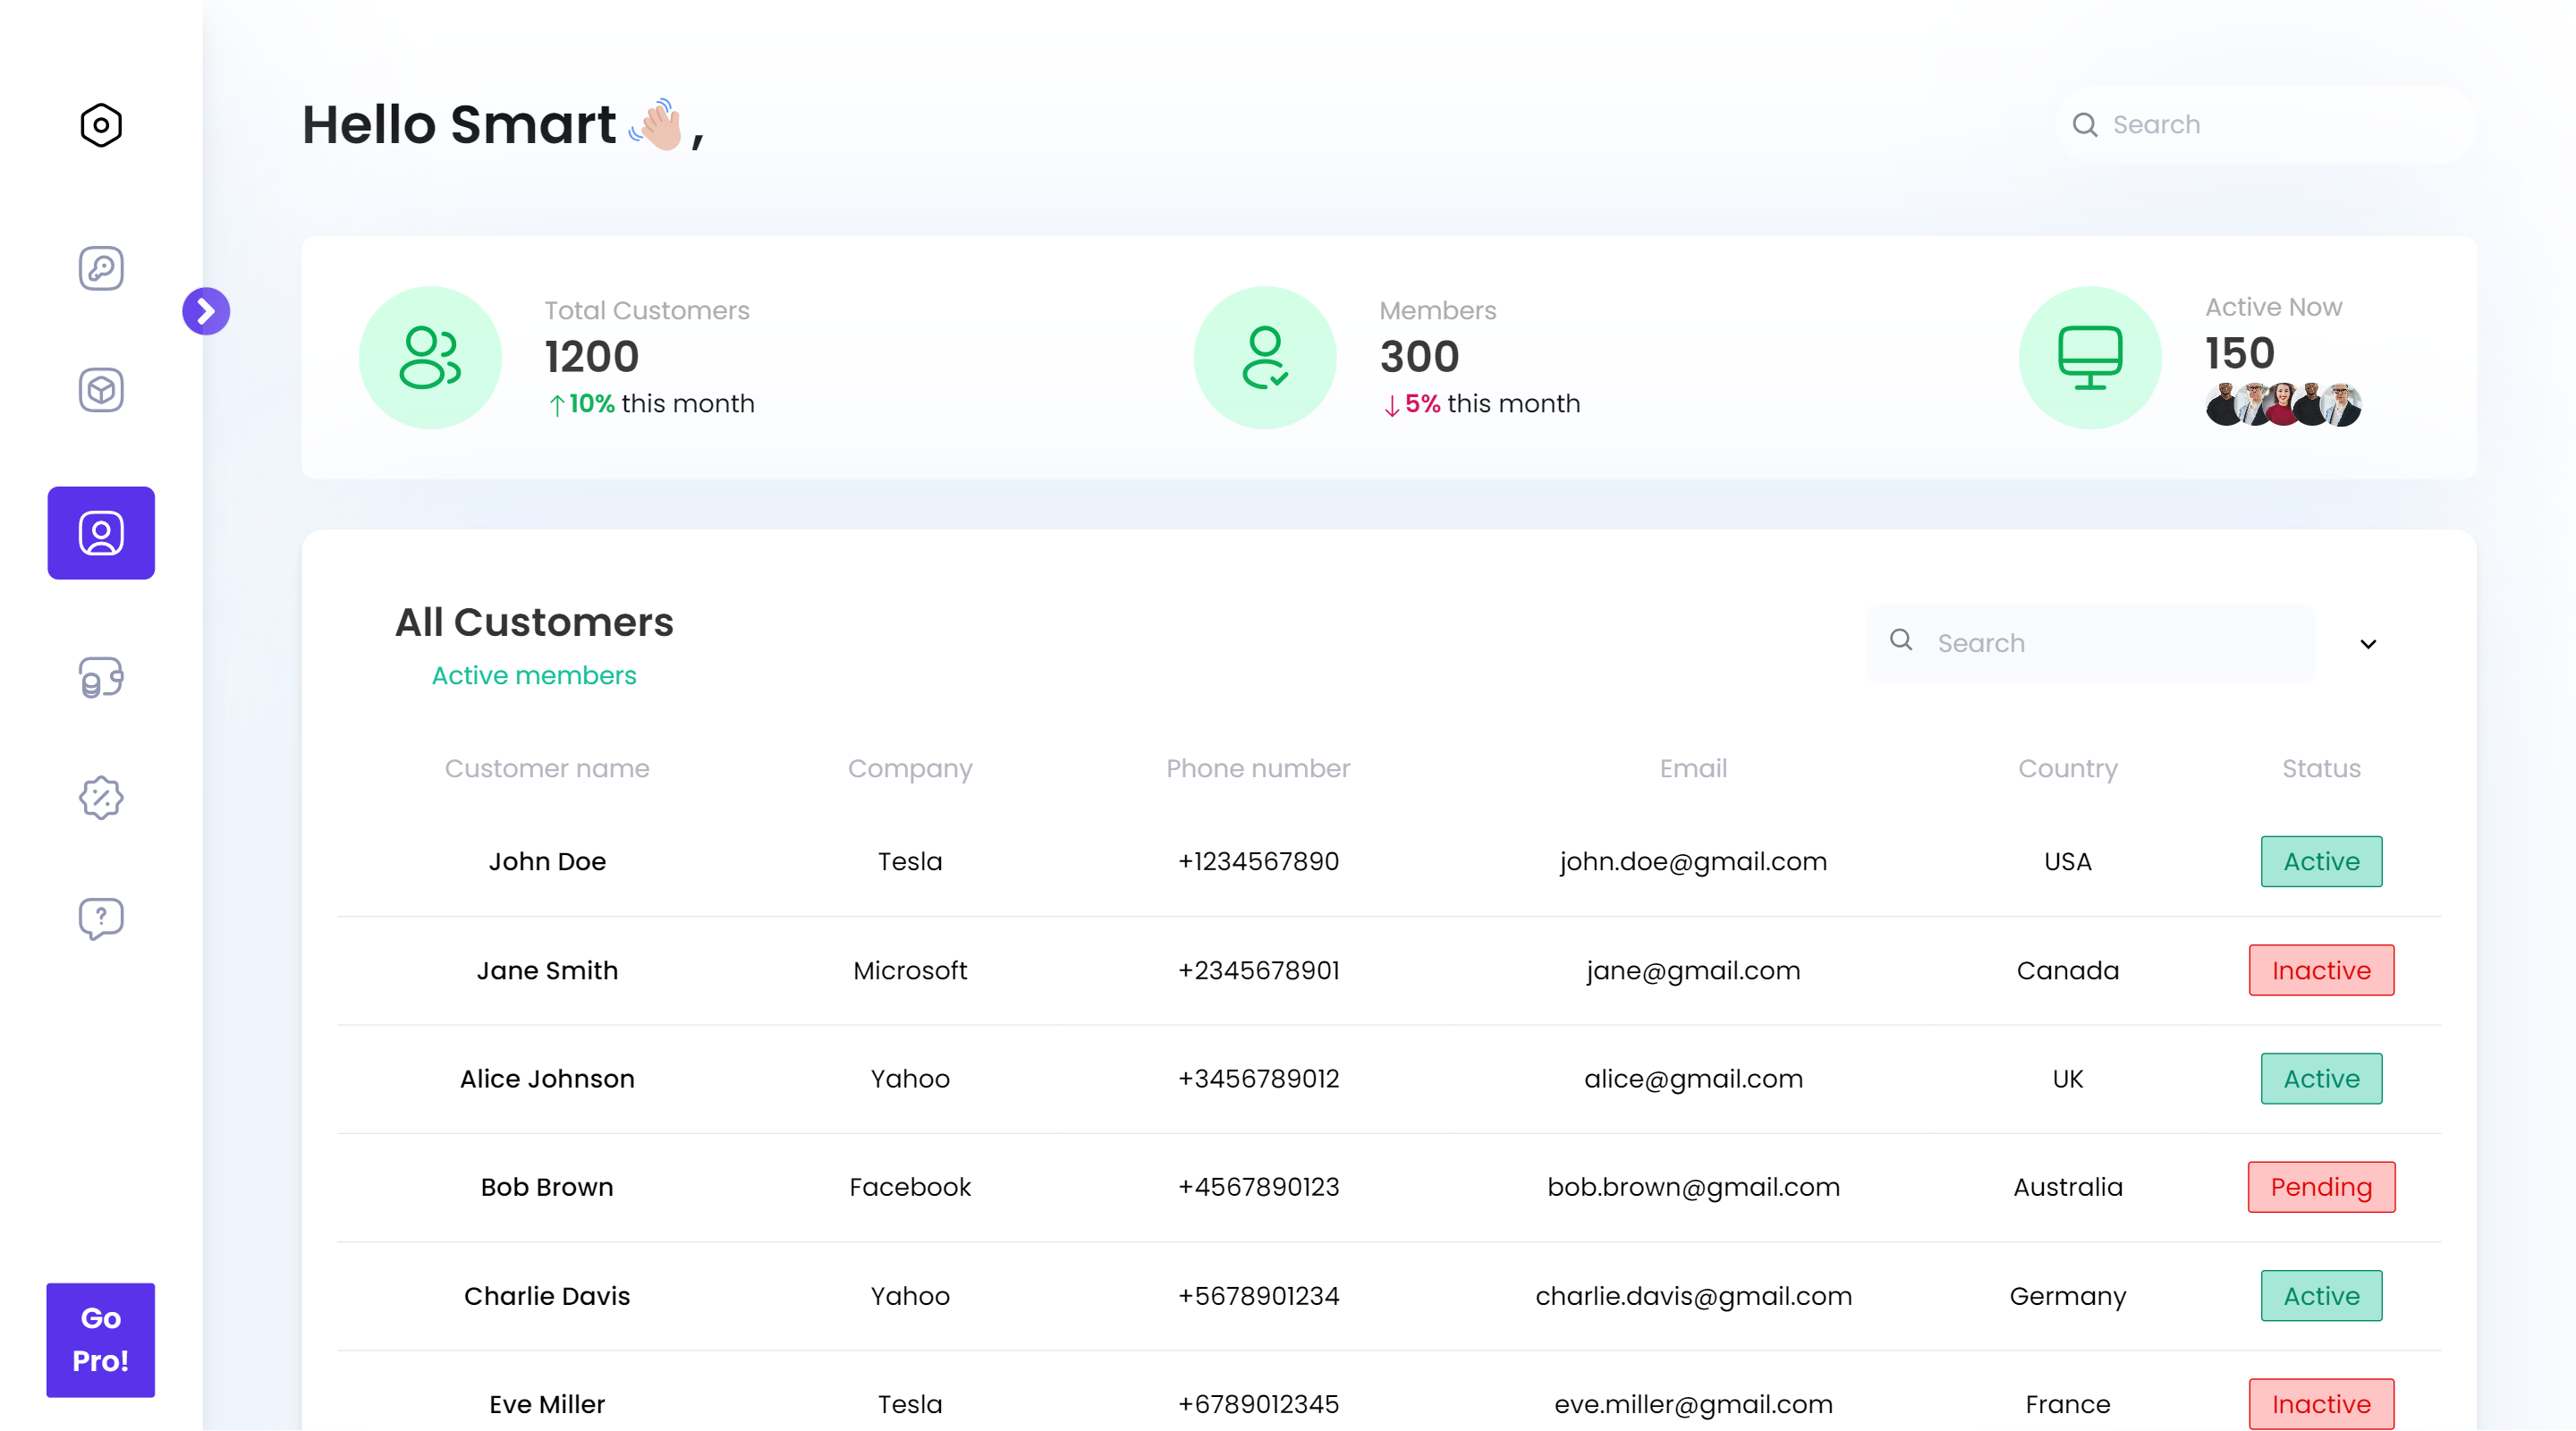 Hello Smart 👋🏼,
Search
Total Customers
1200
↑10% this month
Members
300
↓5% this month
Active Now
150
All Customers
Active members
Search
Customer name Company Phone number Email Country Status
John Doe Tesla +1234567890 john.doe@gmail.com USA Active
Jane Smith Microsoft +2345678901 jane@gmail.com Canada Inactive
Alice Johnson Yahoo +3456789012 alice@gmail.com UK Active
Bob Brown Facebook +4567890123 bob.brown@gmail.com Australia Pending
Charlie Davis Yahoo +5678901234 charlie.davis@gmail.com Germany Active
Eve Miller Tesla +6789012345 eve.miller@gmail.com France Inactive
Go
Pro!